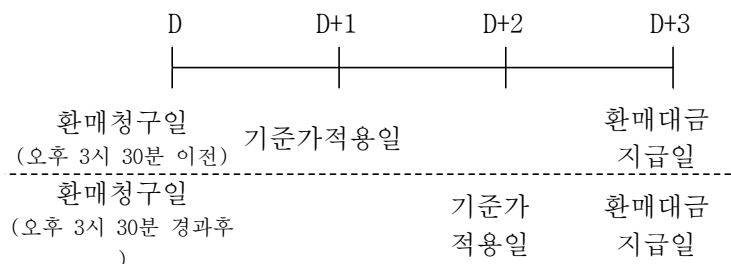 D D+1 D+2 D+3
환매청구일
(오후 3시 30분 이전)
기준가적용일
환매대금
지급일
환매청구일
(오후 3시 30분 경과후
)
기준가
적용일
환매대금
지급일